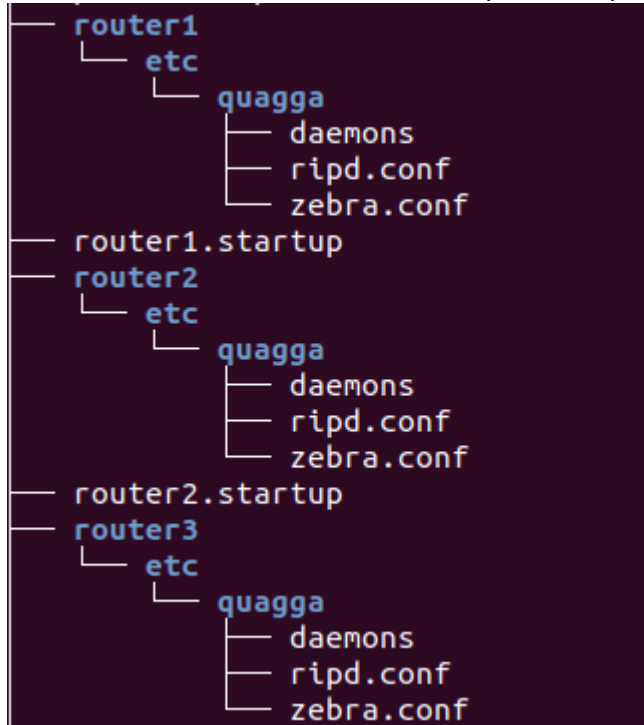 ├── router1
│   └── etc
│       └── quagga
│           ├── daemons
│           ├── ripd.conf
│           └── zebra.conf
├── router1.startup
├── router2
│   └── etc
│       └── quagga
│           ├── daemons
│           ├── ripd.conf
│           └── zebra.conf
├── router2.startup
├── router3
│   └── etc
│       └── quagga
│           ├── daemons
│           ├── ripd.conf
│           └── zebra.conf